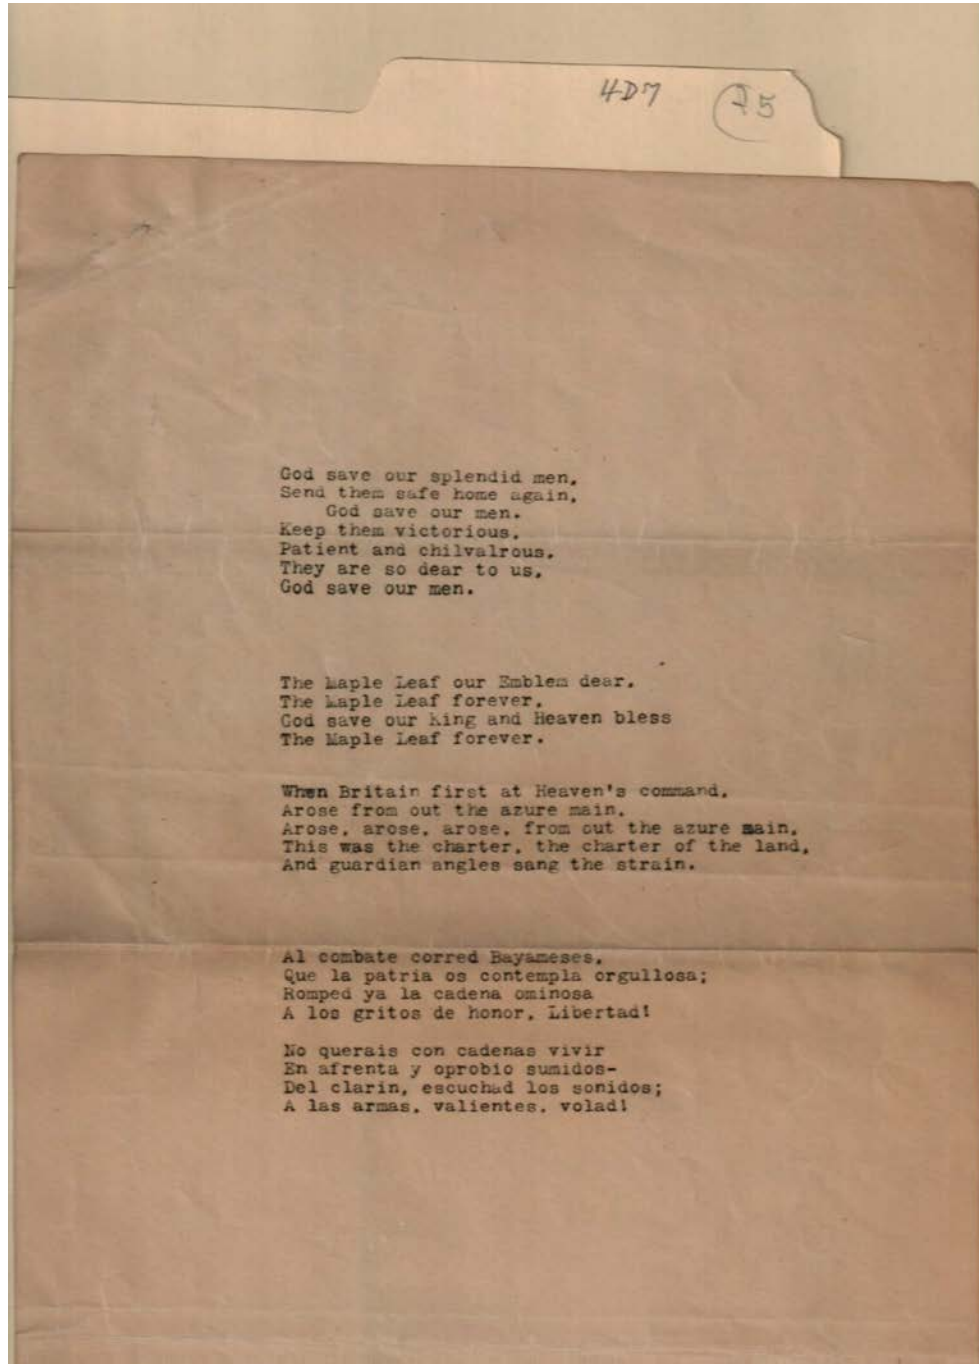 4D7
God save our splendid men,
Send them safe home again,
God save our men.
Keep them victorious,
Patient and chilvalrous,
They are so dear to us,
God save our men.
The Maple Leaf our Emblem dear,
The Maple Leaf forever,
God save our King and Heaven bless
The Maple Leaf forever.
When Britain first at Heaven's command,
Arose from out the azure main,
Arose, arose, arose, from out the azure main,
This was the charter, the charter of the land,
And guardian angles sang the strain.
Al combate corred Bayameses,
Que la patria os contempla orgullosa;
Romped ya la cadena ominosa
A los gritos de honor, Libertad!
No querais con cadenas vivir
En afrenta y oprobio sumidos-
Del clarin, escuchad los sonidos;
A las armas, valientes, volad!